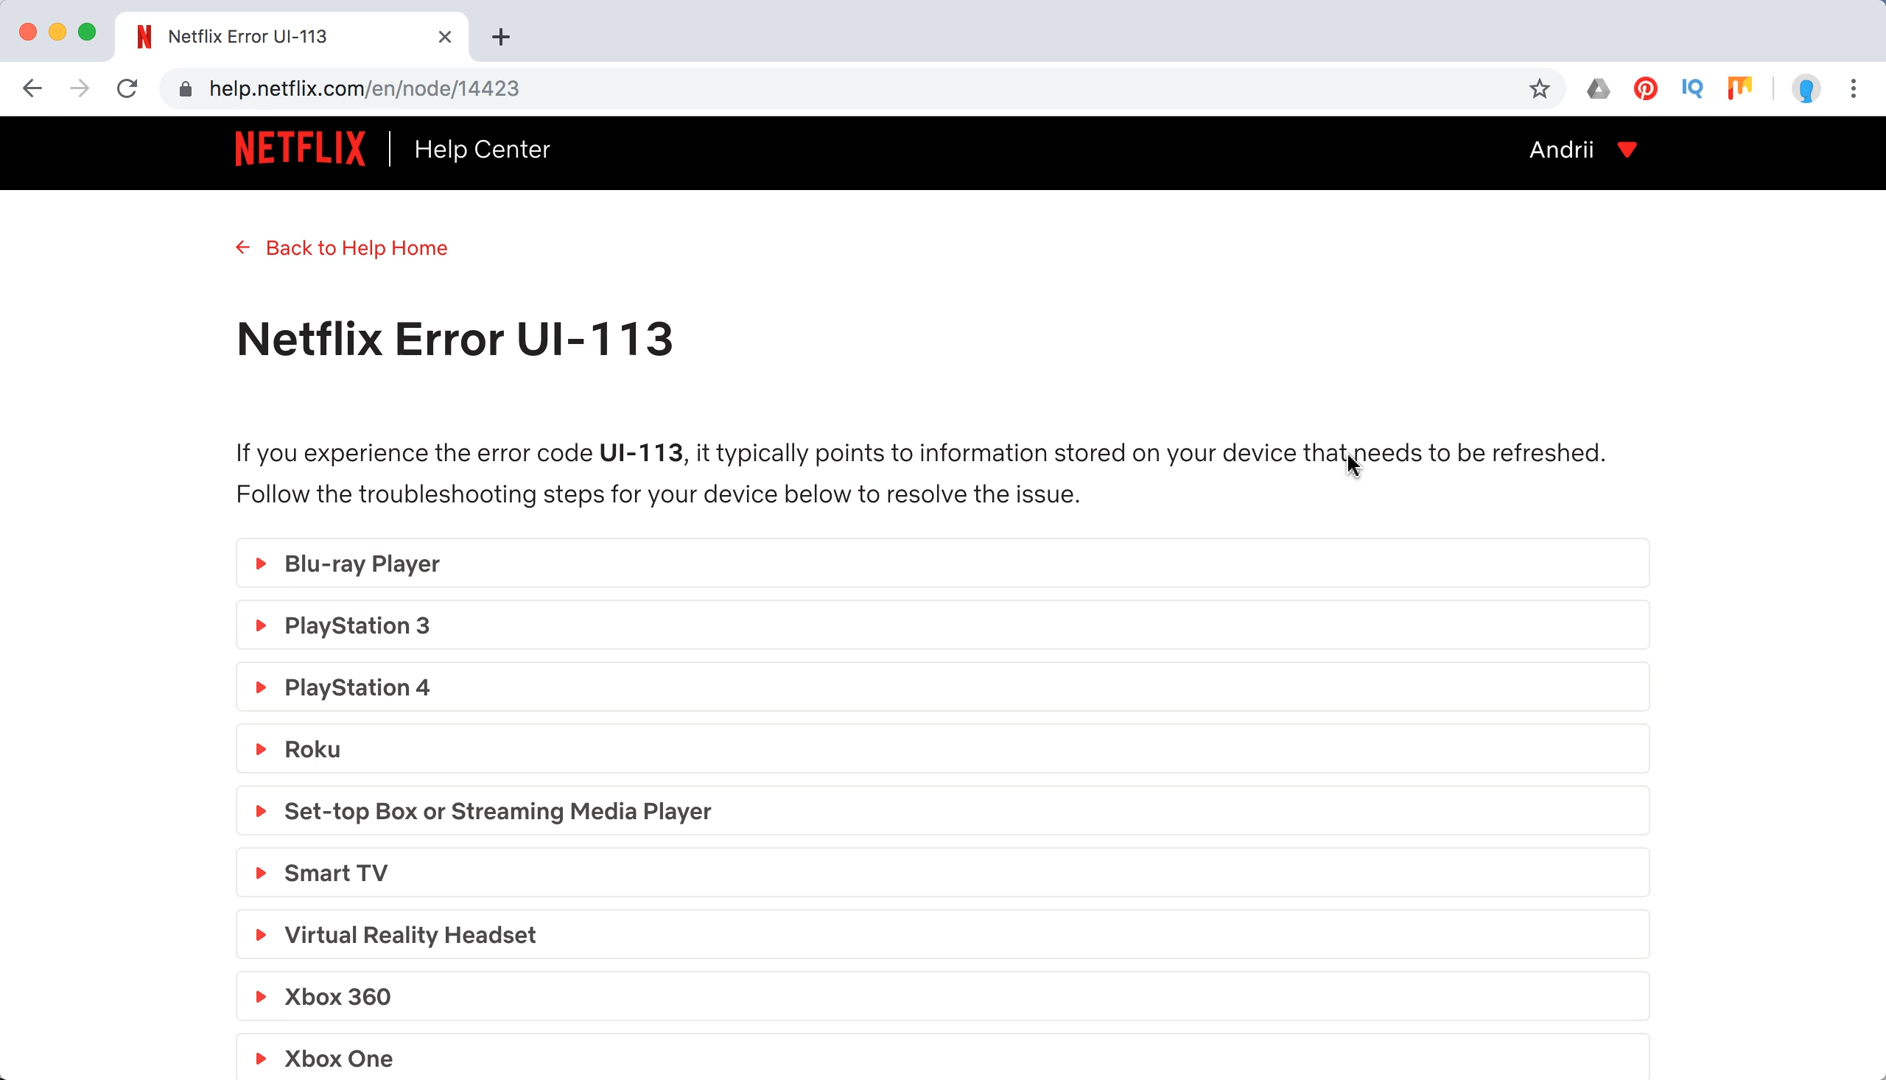 Netflix Error UI-113
help.netflix.com/en/node/14423
IQ
NETFLIX | Help Center
Andrii
Back to Help Home
Netflix Error UI-113
If you experience the error code UI-113, it typically points to information stored on your device that needs to be refreshed.
Follow the troubleshooting steps for your device below to resolve the issue.
Blu-ray Player
PlayStation 3
PlayStation 4
Roku
Set-top Box or Streaming Media Player
Smart TV
Virtual Reality Headset
Xbox 360
Xbox One